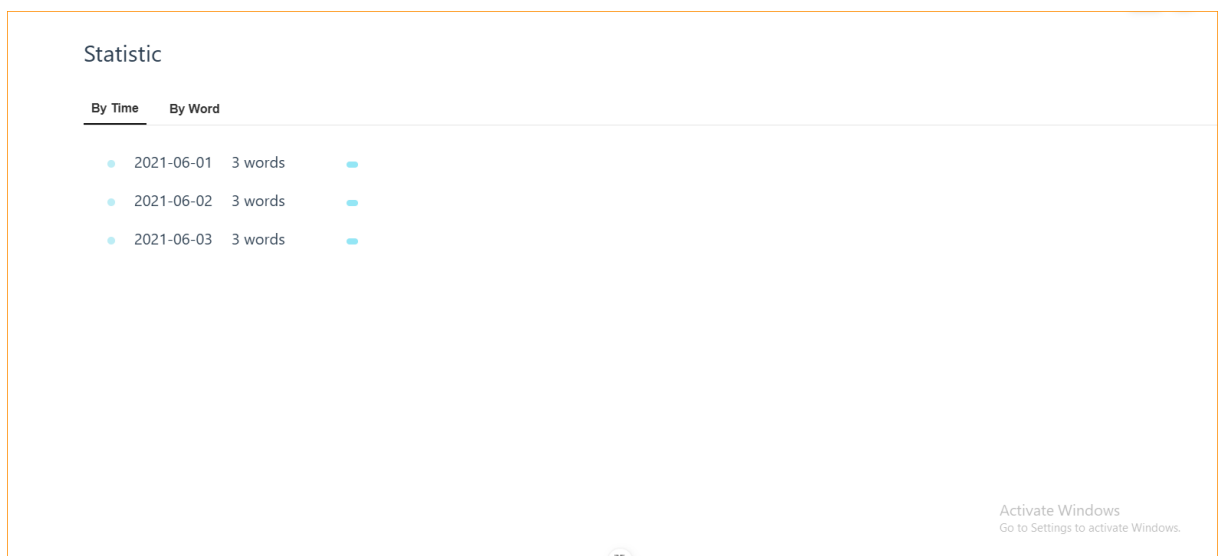 Statistic
By Time By Word
2021-06-01 3 words
2021-06-02 3 words
2021-06-03 3 words
Activate Windows
Go to Settings to activate Windows.